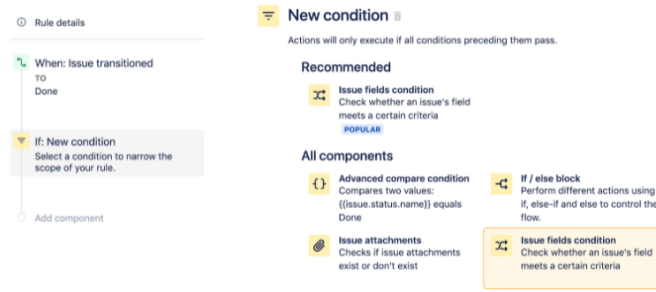 Rule details
When: Issue transitioned
TO
Done
If: New condition
Select a condition to narrow the
scope of your rule.
Add component
New condition
Actions will only execute if all conditions preceding them pass.
Recommended
Issue fields condition
Check whether an issue's field
meets a certain criteria
POPULAR
All components
Advanced compare condition
Compares two values:
{{issue.status.name}} equals
Done
If / else block
Perform different actions using
if, else-if and else to control the
flow.
Issue attachments
Checks if issue attachments
exist or don't exist
Issue fields condition
Check whether an issue's field
meets a certain criteria